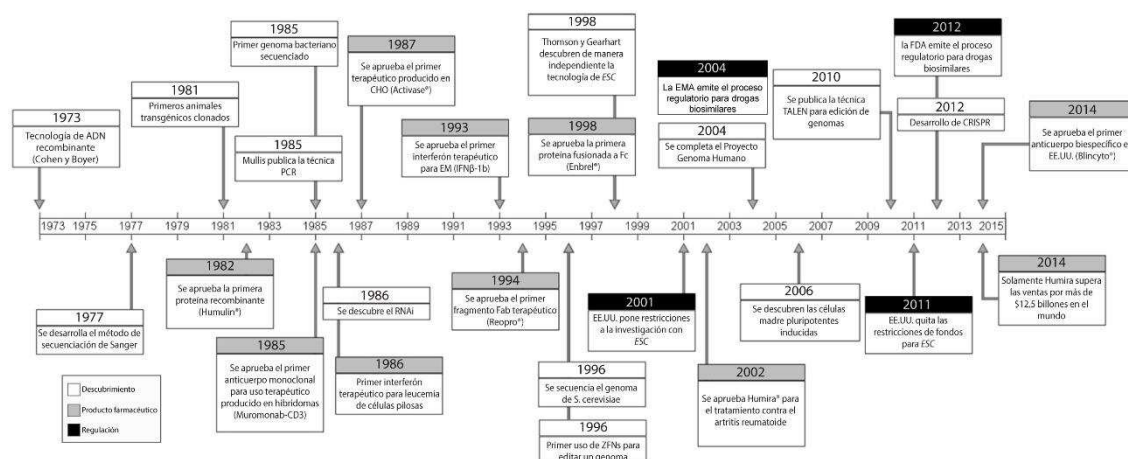 1973
Tecnología de ADN
recombinante
(Cohen y Boyer)
1981
Primeros animales
transgénicos clonados
1985
Primer genoma bacteriano
secuenciado
1985
Mullis publica la técnica
PCR
1987
Se aprueba el primer
terapéutico producido en
CHO (Activase®)
1993
Se aprueba el primer
interferón terapéutico
para EM (IFNβ-1b)
1998
Thomson y Gearhart
descubren de manera
independiente la
tecnología de ESC
1998
Se aprueba la primera
proteína fusionada a Fc
(Enbrel®)
2004
La EMA emite el proceso
regulatorio para drogas
biosimilares
2004
Se completa el Proyecto
Genoma Humano
2010
Se publica la técnica
TALEN para edición de
genomas
2012
la FDA emite el proceso
regulatorio para drogas
biosimilares
2012
Desarrollo de CRISPR
2014
Se aprueba el primer
anticuerpo biespecífico e
EE.UU. (Blincyto®)
1973 1975 1977 1979 1981 1983 1985 1987 1989 1991 1993 1995 1997 1999 2001 2003 2005 2007 2009 2011 2013 2015
1977
Se desarrolla el método de
secuenciación de Sanger
1982
Se aprueba la primera
proteína recombinante
(Humulin®)
1985
Se aprueba el primer
anticuerpo monoclonal
para uso terapéutico
producido en hibridomas
(Muromonab-CD3)
1986
Se descubre el RNAi
1986
Primer interferón
terapéutico para leucemia de
células pilosas
1994
Se aprueba el primer
fragmento Fab terapéutico
(Reopro®)
1996
Se secuencia el genoma
de S. cerevisiae
1996
Primer uso de ZFNs para
editar un genoma
2001
EE.UU. pone restricciones
a la investigación con
ESC
2002
Se aprueba Humira® para
el tratamiento contra el
artritis reumatoide
2006
Se descubren las células
madre pluripotentes
inducidas
2011
EE.UU. quita las
restricciones de fondos
para ESC
2014
Solamente Humira supera
las ventas por más de
$12,5 billones en el
mundo
Descubrimiento
Producto farmacéutico
Regulación